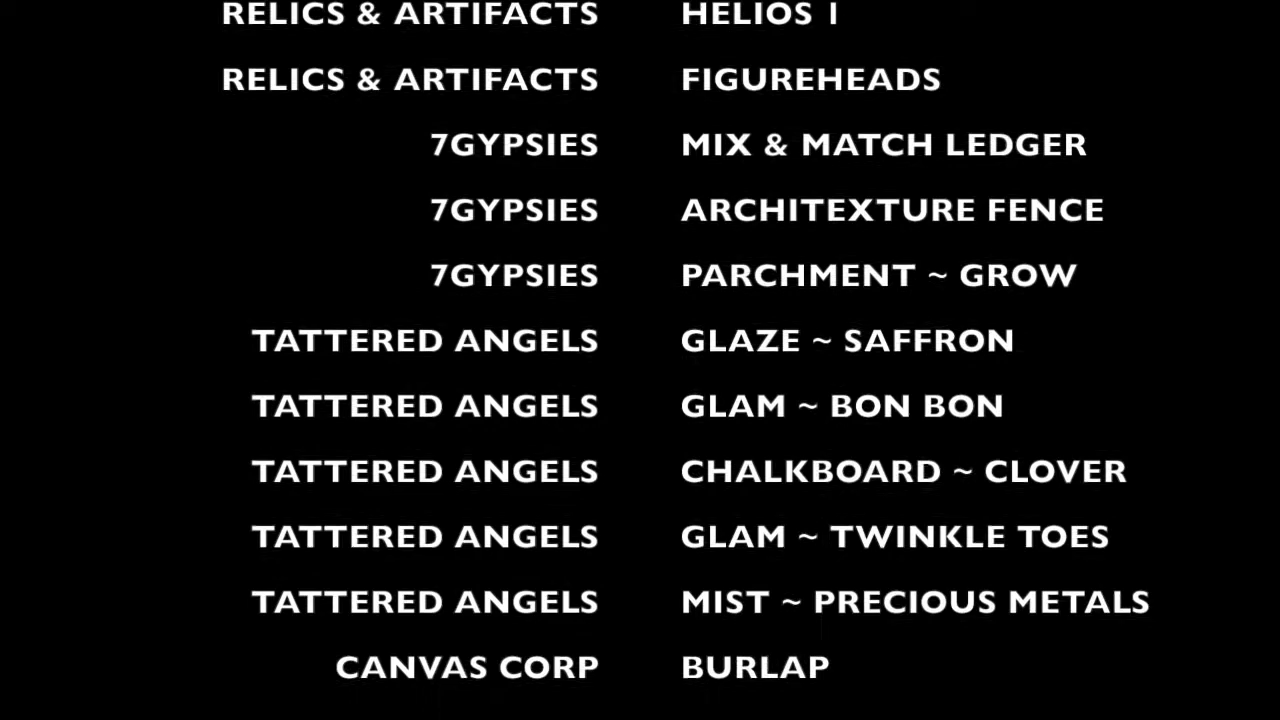 RELICS & ARTIFACTS HELIOS 1
RELICS & ARTIFACTS FIGUREHEADS
7GYPSIES MIX & MATCH LEDGER
7GYPSIES ARCHITEXTURE FENCE
7GYPSIES PARCHMENT ~ GROW
TATTERED ANGELS GLAZE ~ SAFFRON
TATTERED ANGELS GLAM ~ BON BON
TATTERED ANGELS CHALKBOARD ~ CLOVER
TATTERED ANGELS GLAM ~ TWINKLE TOES
TATTERED ANGELS MIST ~ PRECIOUS METALS
CANVAS CORP BURLAP